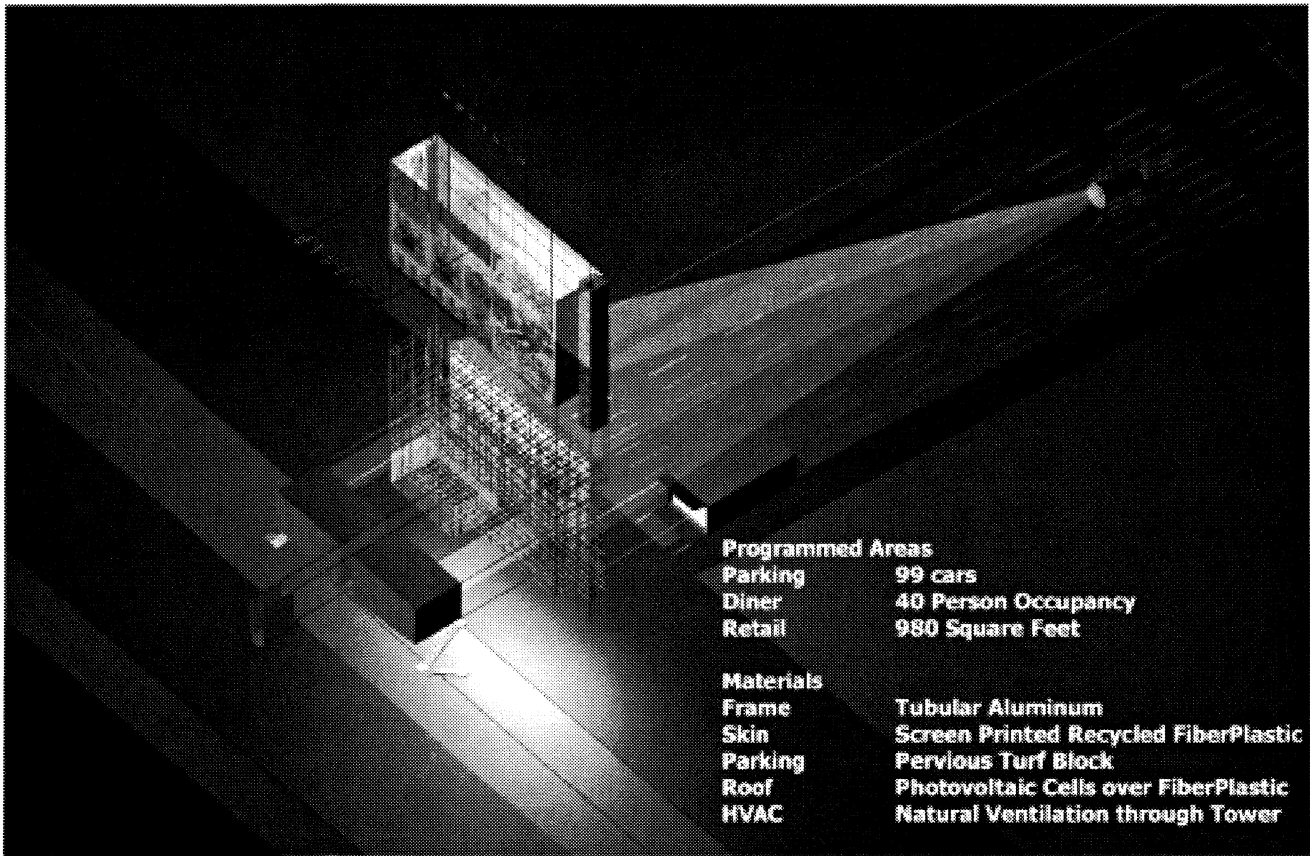 Programmed Areas
Parking 99 cars
Diner 40 Person Occupancy
Retail 980 Square Feet
Materials
Frame Tubular Aluminum
Skin Screen Printed Recycled FiberPlastic
Parking Pervious Turf Block
Roof Photovoltaic Cells over FiberPlastic
HVAC Natural Ventilation through Tower